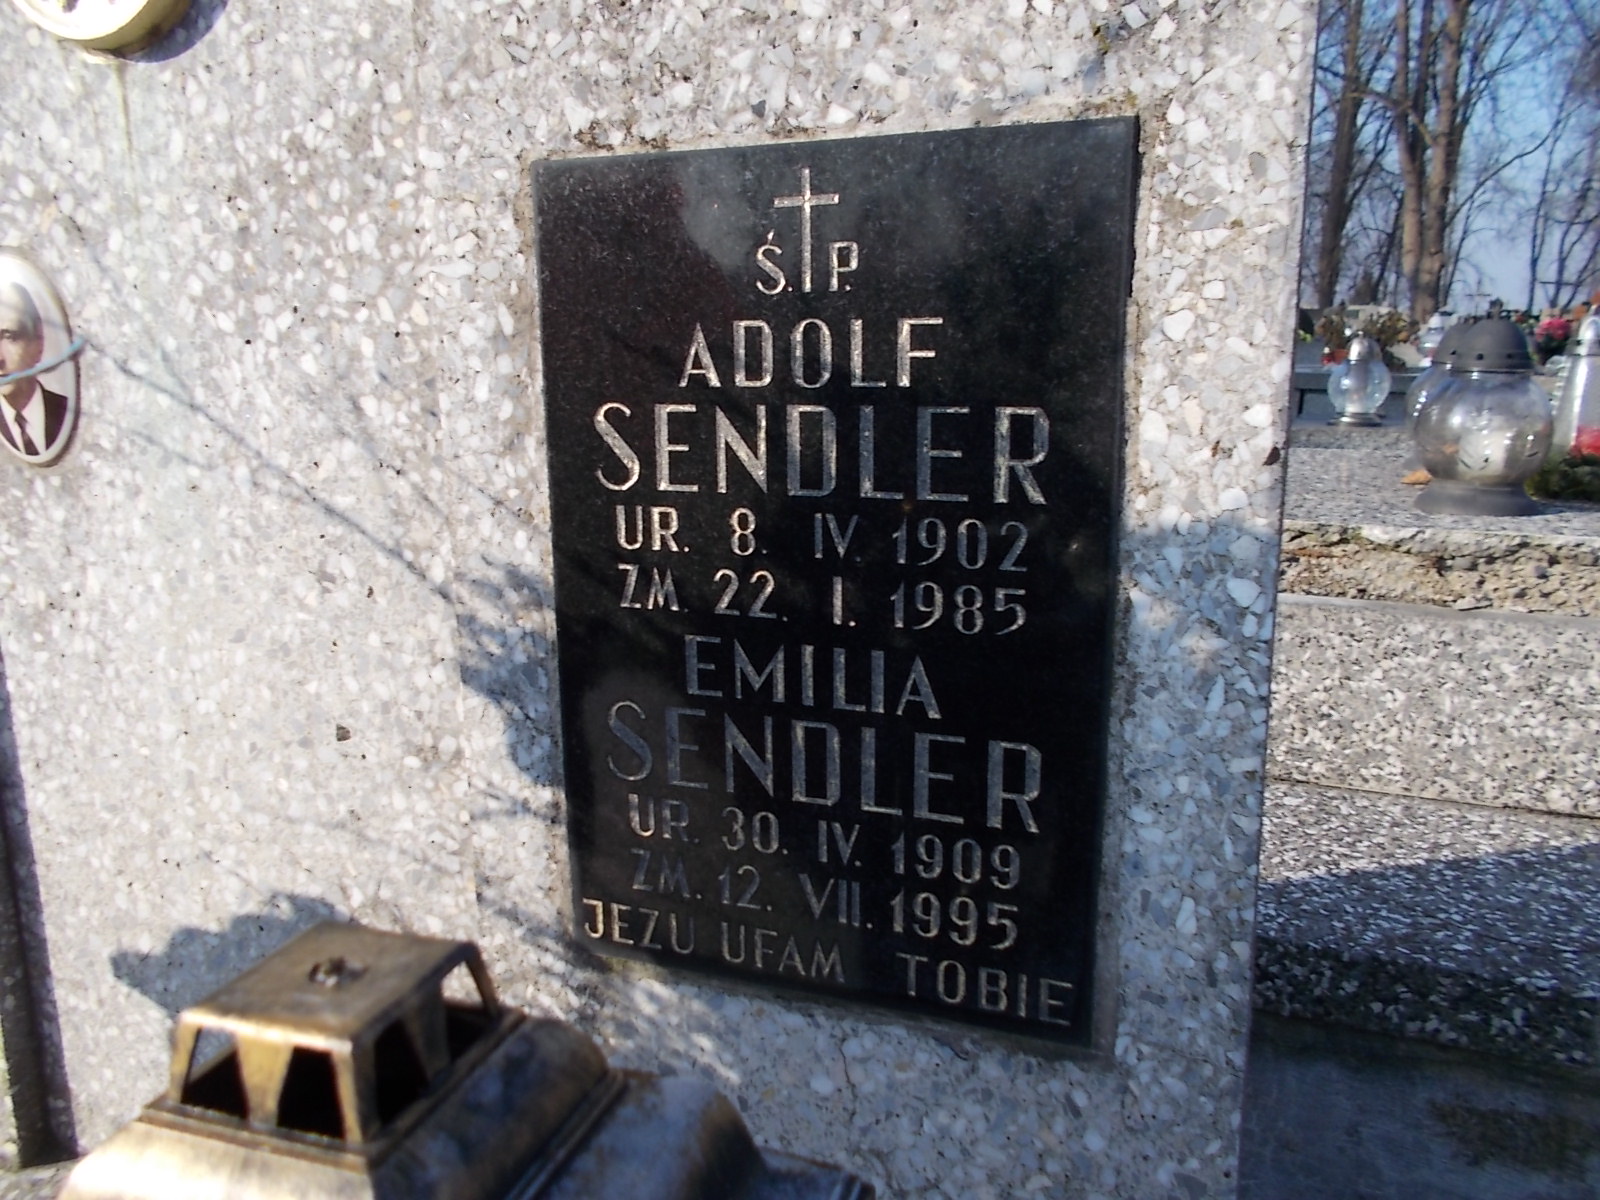 Ś.P.
ADOLF
SENDLER
UR. 8. IV. 1902
ZM. 22. I. 1985
EMILIA
SENDLER
UR. 30. IV. 1909
ZM. 12. VII. 1995
JEZU UFAM TOBIE